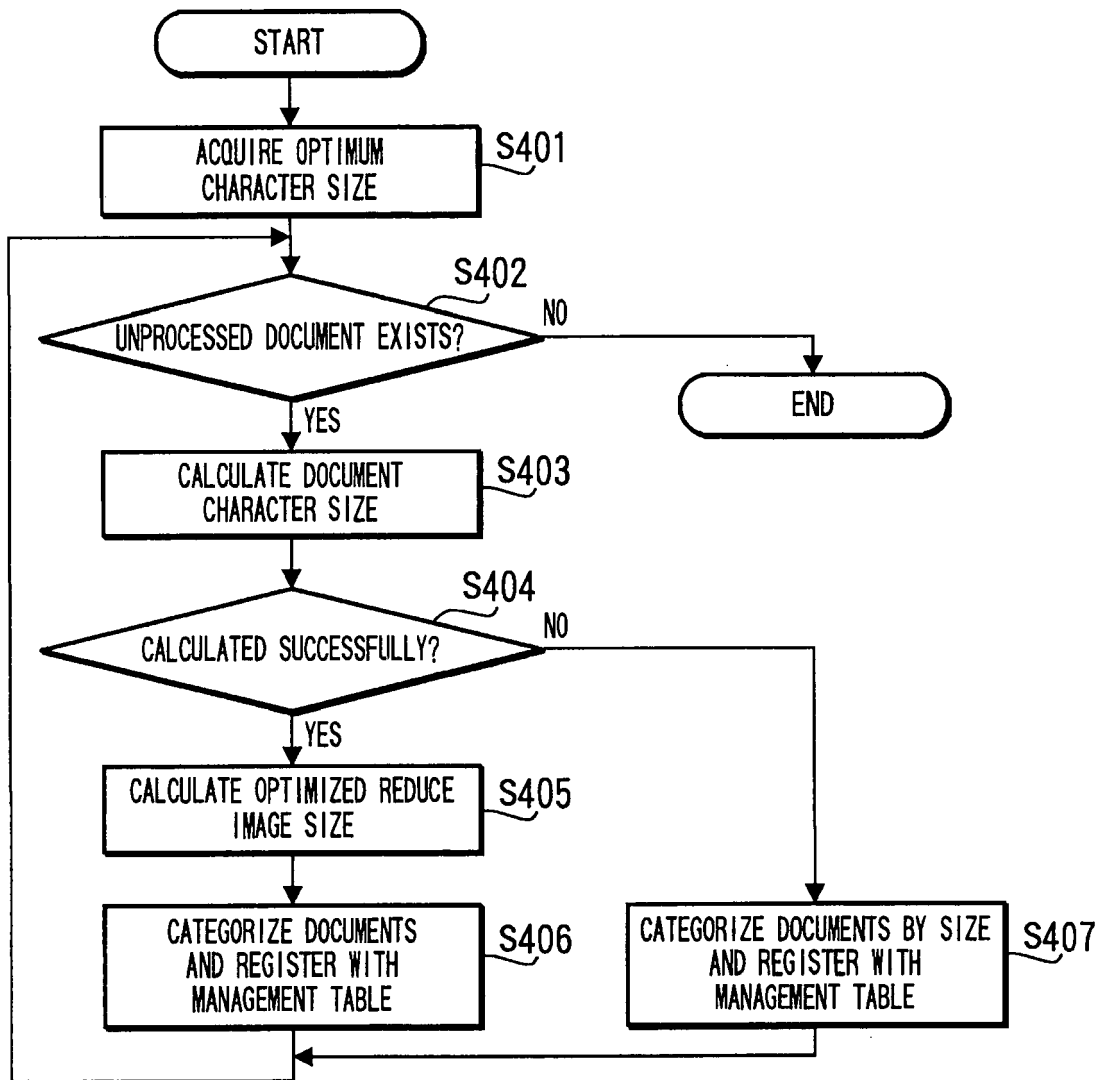 START
ACQUIRE OPTIMUM
CHARACTER SIZE
S401
S402
UNPROCESSED DOCUMENT EXISTS?
NO
END
YES
CALCULATE DOCUMENT
CHARACTER SIZE
S403
S404
CALCULATED SUCCESSFULLY?
NO
YES
CALCULATE OPTIMIZED REDUCE
IMAGE SIZE
S405
CATEGORIZE DOCUMENTS
AND REGISTER WITH
MANAGEMENT TABLE
S406
CATEGORIZE DOCUMENTS BY SIZE
AND REGISTER WITH
MANAGEMENT TABLE
S407